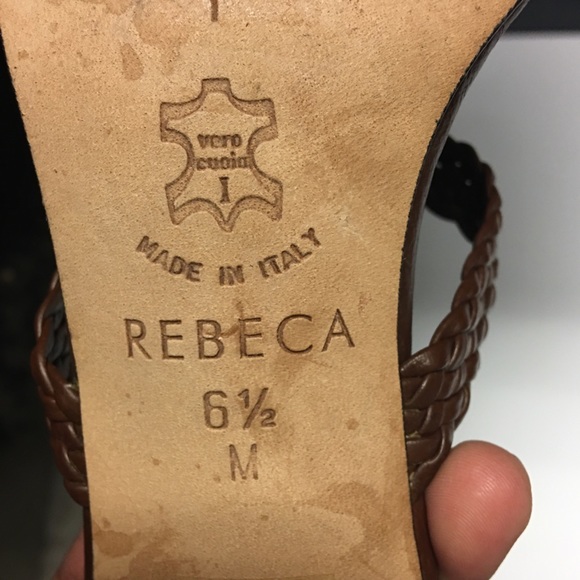 vero
cuoio
I
MADE IN ITALY
REBECA
6½
M